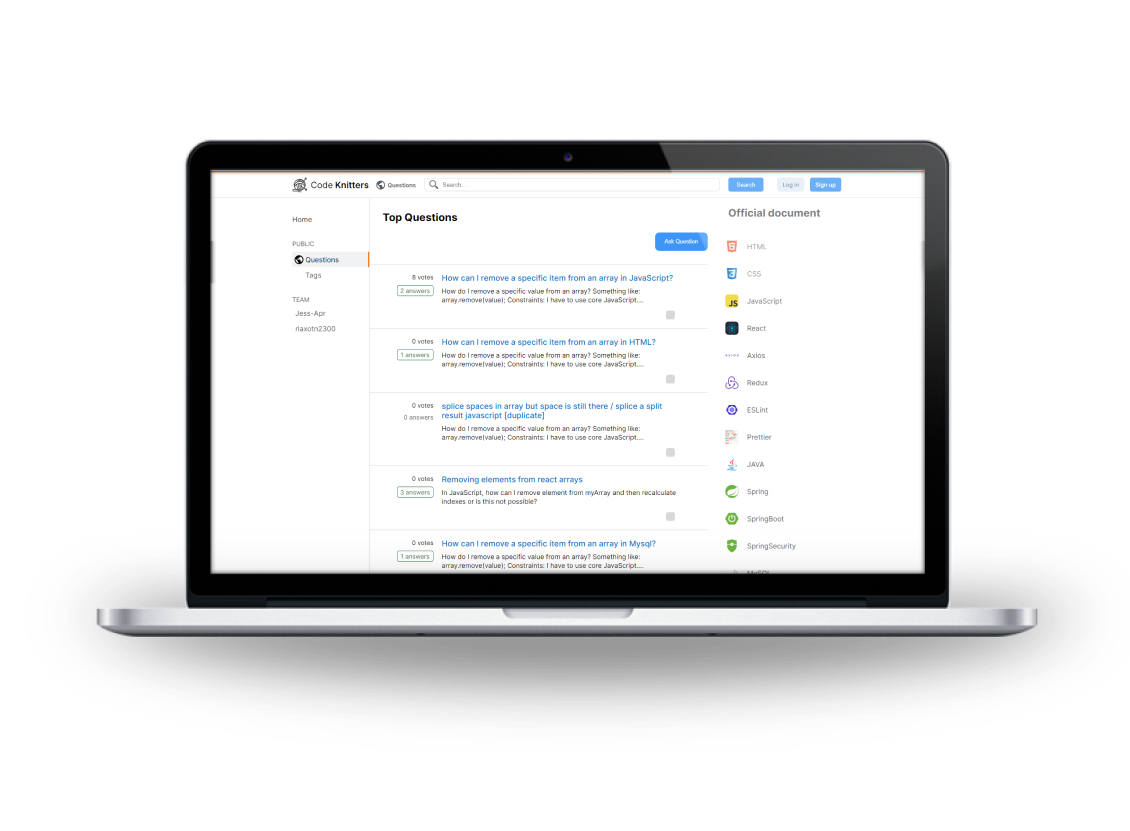 Code Knitters
Questions
Search...
Search
Log in
Sign up
Home
PUBLIC
Questions
Tags
TEAM
Jess-Apr
rlaxotn2300
Top Questions
Ask Question
8 votes
2 answers
How can I remove a specific item from an array in JavaScript?
How do I remove a specific value from an array? Something like:
array.remove(value); Constraints: I have to use core JavaScript....
0 votes
1 answers
How can I remove a specific item from an array in HTML?
How do I remove a specific value from an array? Something like:
array.remove(value); Constraints: I have to use core JavaScript....
0 votes
0 answers
splice spaces in array but space is still there / splice a split
result javascript [duplicate]
How do I remove a specific value from an array? Something like:
array.remove(value); Constraints: I have to use core JavaScript....
0 votes
3 answers
Removing elements from react arrays
In JavaScript, how can I remove element from myArray and then recalculate
indexes or is this not possible?
0 votes
1 answers
How can I remove a specific item from an array in Mysql?
How do I remove a specific value from an array? Something like:
array.remove(value); Constraints: I have to use core JavaScript....
Official document
HTML
CSS
JS
JavaScript
React
Axios
Redux
ESLint
Prettier
JAVA
Spring
SpringBoot
SpringSecurity
MySQL